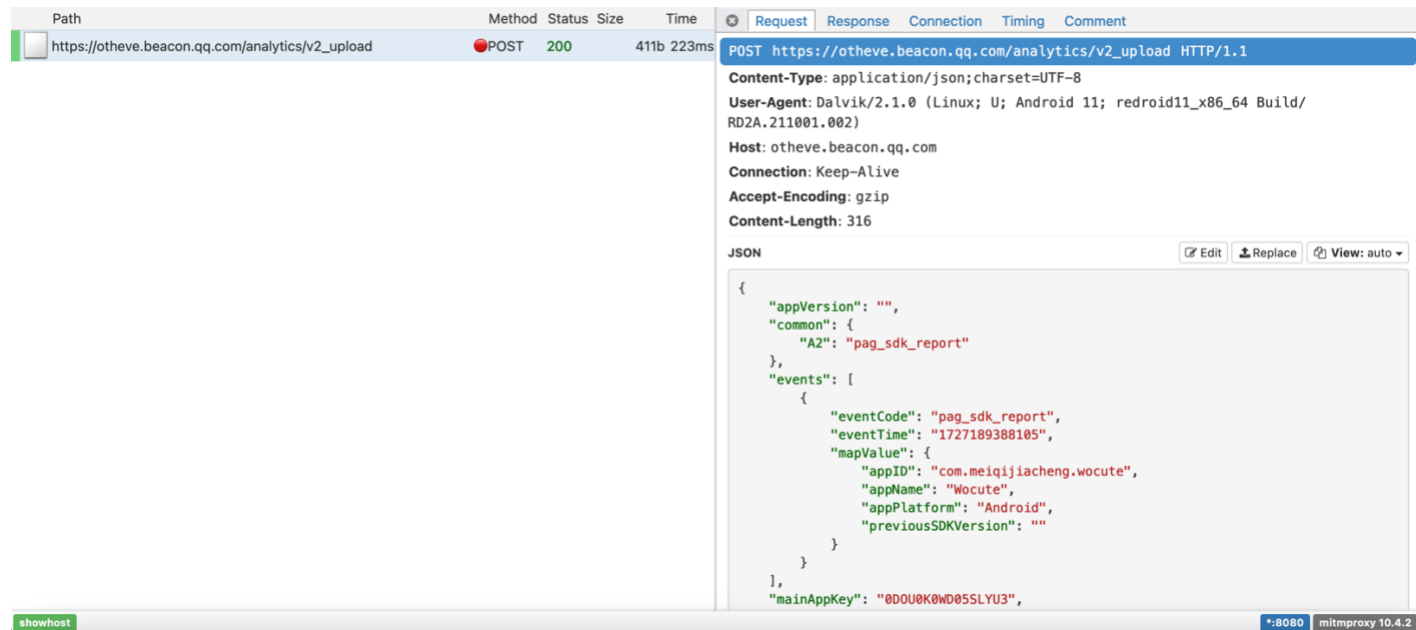 Path Method Status Size Time
https://otheve.beacon.qq.com/analytics/v2_upload POST 200 411b 223ms
Request Response Connection Timing Comment
POST https://otheve.beacon.qq.com/analytics/v2_upload HTTP/1.1
Content-Type: application/json;charset=UTF-8
User-Agent: Dalvik/2.1.0 (Linux; U; Android 11; redroid11_x86_64 Build/
RD2A.211001.002)
Host: otheve.beacon.qq.com
Connection: Keep-Alive
Accept-Encoding: gzip
Content-Length: 316
JSON Edit Replace View: auto
{
"appVersion": "",
"common": {
"A2": "pag_sdk_report"
},
"events": [
{
"eventCode": "pag_sdk_report",
"eventTime": "1727189388105",
"mapValue": {
"appID": "com.meiqijiacheng.wocute",
"appName": "Wocute",
"appPlatform": "Android",
"previousSDKVersion": ""
}
}
],
"mainAppKey": "0DOU0K0WD05SLYU3",
showhost *:8080 mitmproxy 10.4.2